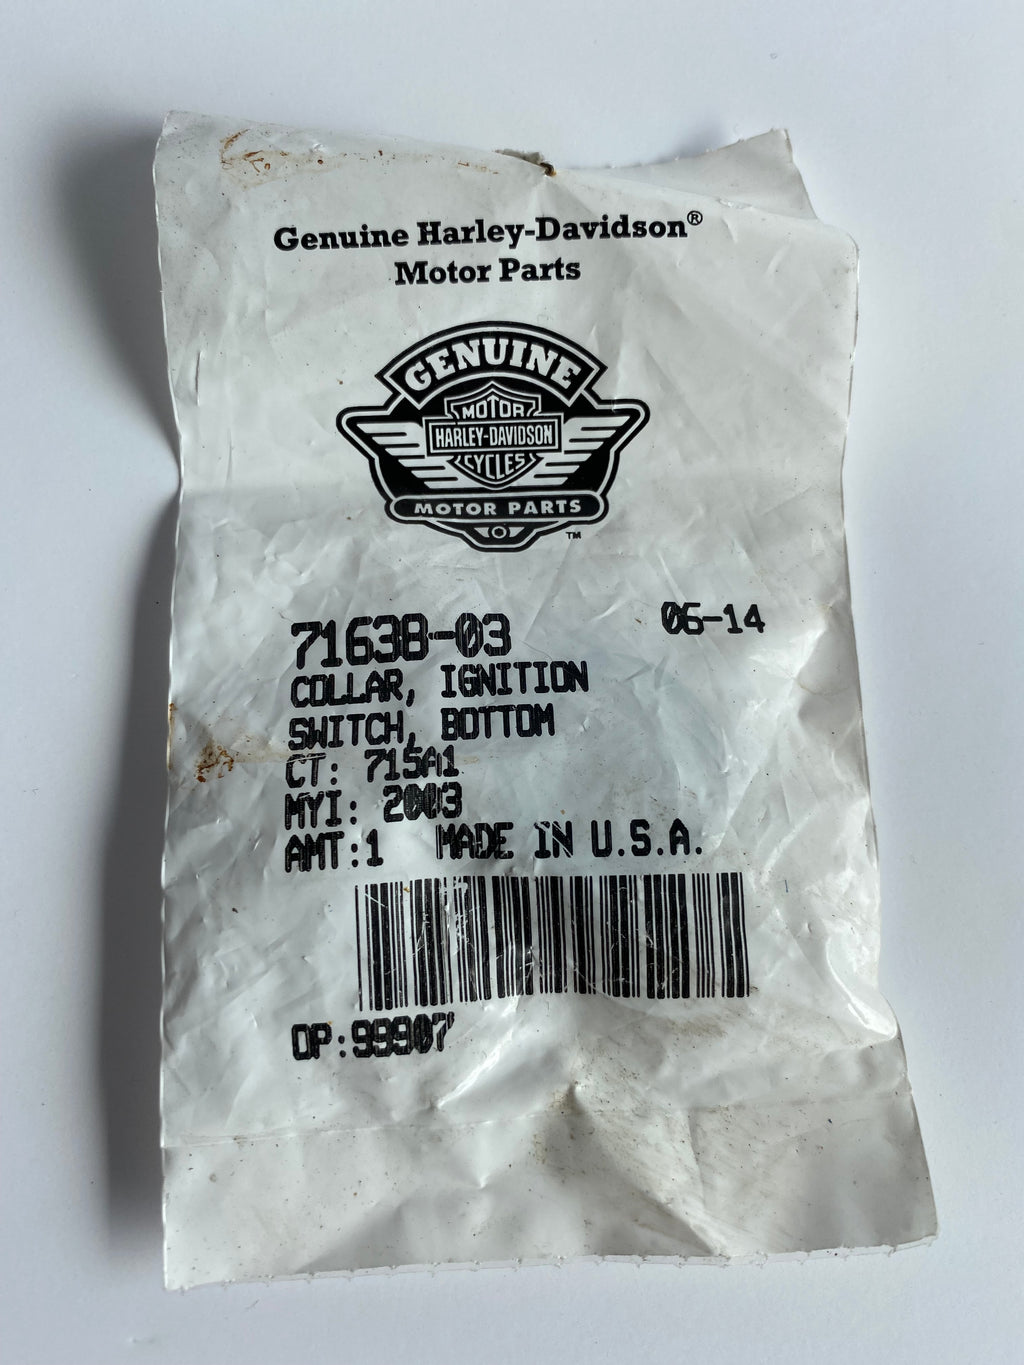 Genuine Harley-Davidson®
Motor Parts
GENUINE
MOTOR
HARLEY-DAVIDSON
CYCLES
MOTOR PARTS
™
71638-03 06-14
COLLAR, IGNITION
SWITCH, BOTTOM
CT: 715A1
MYI: 2003
AMT:1 MADE IN U.S.A.
OP:99907